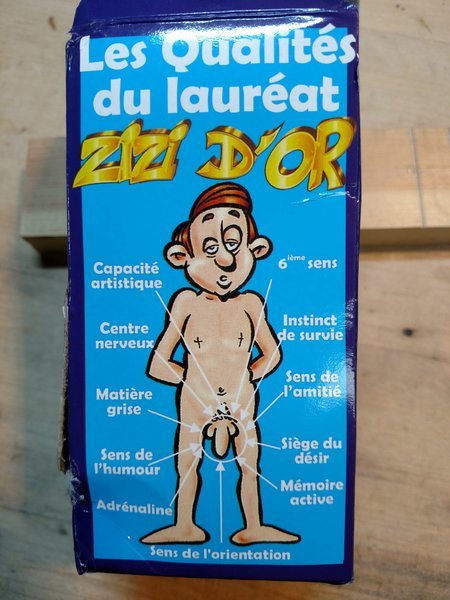 Les Qualités
du lauréat
ZIZI D'OR
Capacité
artistique
6ième sens
Centre
nerveux
Instinct
de survie
Matière
grise
Sens de
l'amitié
Sens de
l'humour
Siège du
désir
Adrénaline
Mémoire
active
Sens de l'orientation